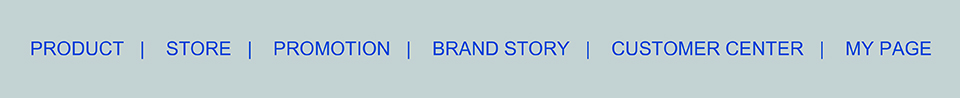 PRODUCT | STORE | PROMOTION | BRAND STORY | CUSTOMER CENTER | MY PAGE